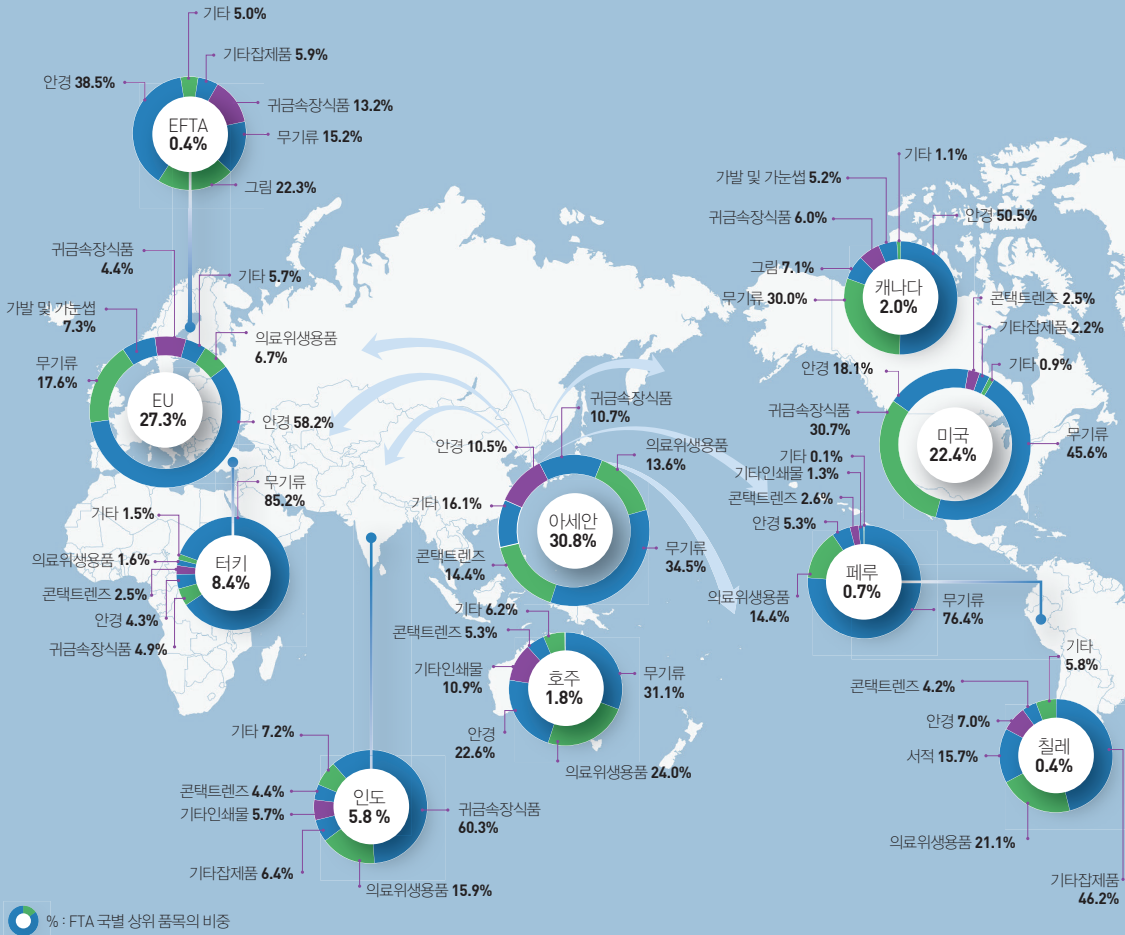 기타 5.0%
기타잡제품 5.9%
안경 38.5%
귀금속장식품 13.2%
EFTA
0.4%
무기류 15.2%
그림 22.3%
귀금속장식품
4.4%
기타 5.7%
가발 및 가눈썹
7.3%
의료위생용품
6.7%
무기류
17.6%
EU
27.3%
안경 58.2%
무기류
85.2%
기타 1.5%
의료위생용품 1.6%
터키
8.4%
콘택트렌즈 2.5%
안경 4.3%
귀금속장식품 4.9%
귀금속장식품
10.7%
안경 10.5%
의료위생용품
13.6%
기타 16.1%
아세안
30.8%
무기류
34.5%
콘택트렌즈
14.4%
기타 6.2%
콘택트렌즈 5.3%
기타인쇄물
10.9%
호주
1.8%
무기류
31.1%
안경
22.6%
의료위생용품 24.0%
기타 7.2%
콘택트렌즈 4.4%
기타인쇄물 5.7%
인도
5.8 %
귀금속장식품
60.3%
기타잡제품 6.4%
의료위생용품 15.9%
기타 1.1%
가발 및 가눈썹 5.2%
귀금속장식품 6.0%
안경 50.5%
그림 7.1%
무기류 30.0%
캐나다
2.0%
콘택트렌즈 2.5%
기타잡제품 2.2%
기타 0.9%
안경 18.1%
귀금속장식품
30.7%
미국
22.4%
무기류
45.6%
기타 0.1%
기타인쇄물 1.3%
콘택트렌즈 2.6%
안경 5.3%
페루
0.7%
의료위생용품
14.4%
무기류
76.4%
기타
5.8%
콘택트렌즈 4.2%
안경 7.0%
서적 15.7%
칠레
0.4%
의료위생용품 21.1%
기타잡제품
46.2%
% : FTA 국별 상위 품목의 비중